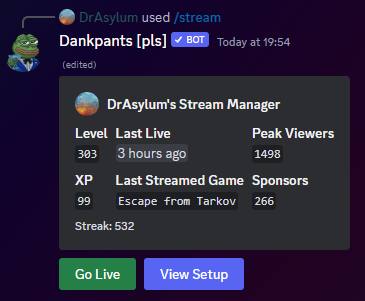 DrAsylum used /stream
Dankpants [pls] ✓ BOT Today at 19:54
(edited)
DrAsylum's Stream Manager
Level Last Live Peak Viewers
303 3 hours ago 1498
XP Last Streamed Game Sponsors
99 Escape from Tarkov 266
Streak: 532
Go Live View Setup